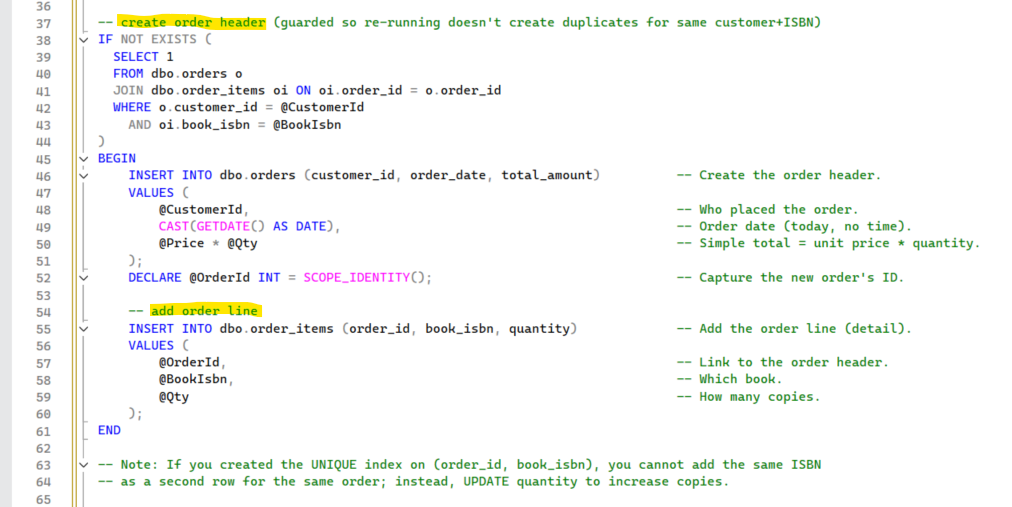 36
37 -- create order header (guarded so re-running doesn't create duplicates for same customer+ISBN)
38 IF NOT EXISTS (
39 SELECT 1
40 FROM dbo.orders o
41 JOIN dbo.order_items oi ON oi.order_id = o.order_id
42 WHERE o.customer_id = @CustomerId
43 AND oi.book_isbn = @BookIsbn
44 )
45 BEGIN
46 INSERT INTO dbo.orders (customer_id, order_date, total_amount) -- Create the order header.
47 VALUES (
48 @CustomerId, -- Who placed the order.
49 CAST(GETDATE() AS DATE), -- Order date (today, no time).
50 @Price * @Qty -- Simple total = unit price * quantity.
51 );
52 DECLARE @OrderId INT = SCOPE_IDENTITY(); -- Capture the new order's ID.
53
54 -- add order line
55 INSERT INTO dbo.order_items (order_id, book_isbn, quantity) -- Add the order line (detail).
56 VALUES (
57 @OrderId, -- Link to the order header.
58 @BookIsbn, -- Which book.
59 @Qty -- How many copies.
60 );
61 END
62
63 -- Note: If you created the UNIQUE index on (order_id, book_isbn), you cannot add the same ISBN
64 -- as a second row for the same order; instead, UPDATE quantity to increase copies.
65